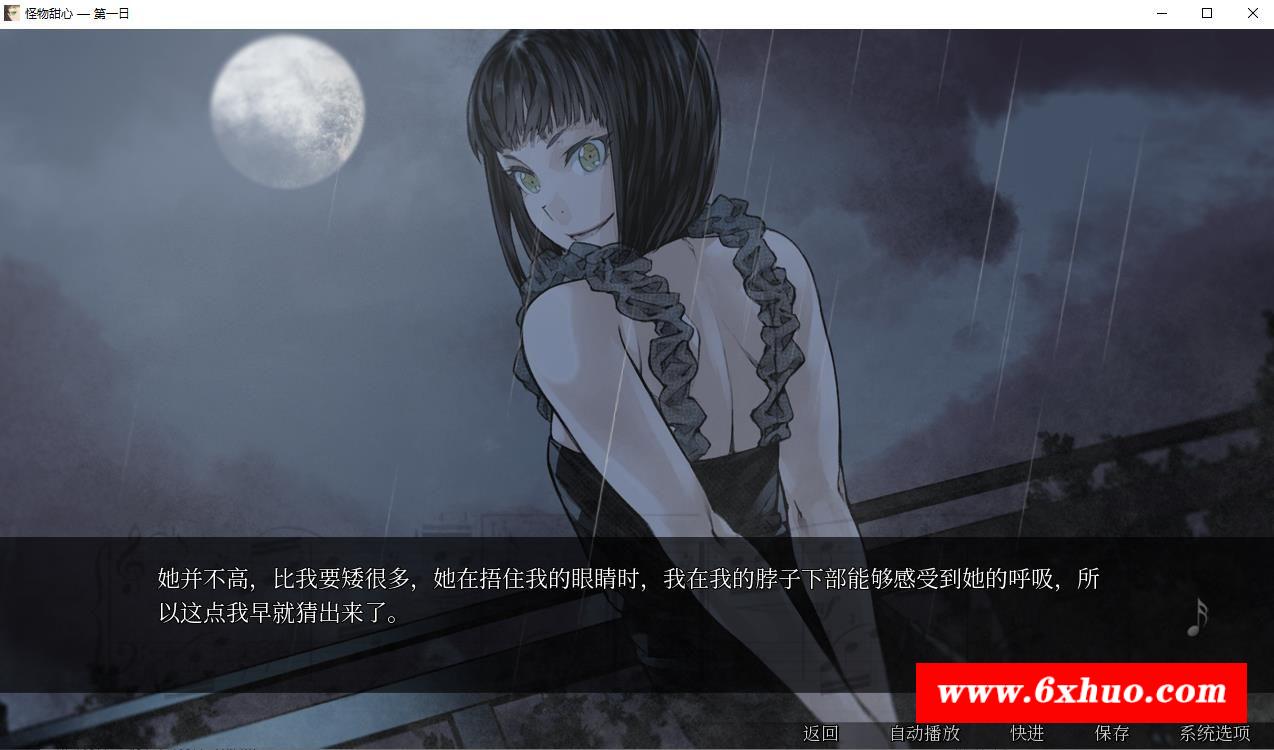 怪物甜心 — 第一日
她并不高，比我要矮很多，她在捂住我的眼睛时，我在我的脖子下部能够感受到她的呼吸，所
以这点我早就猜出来了。
www.6xhuo.com
返回 自动播放 快进 保存 系统选项